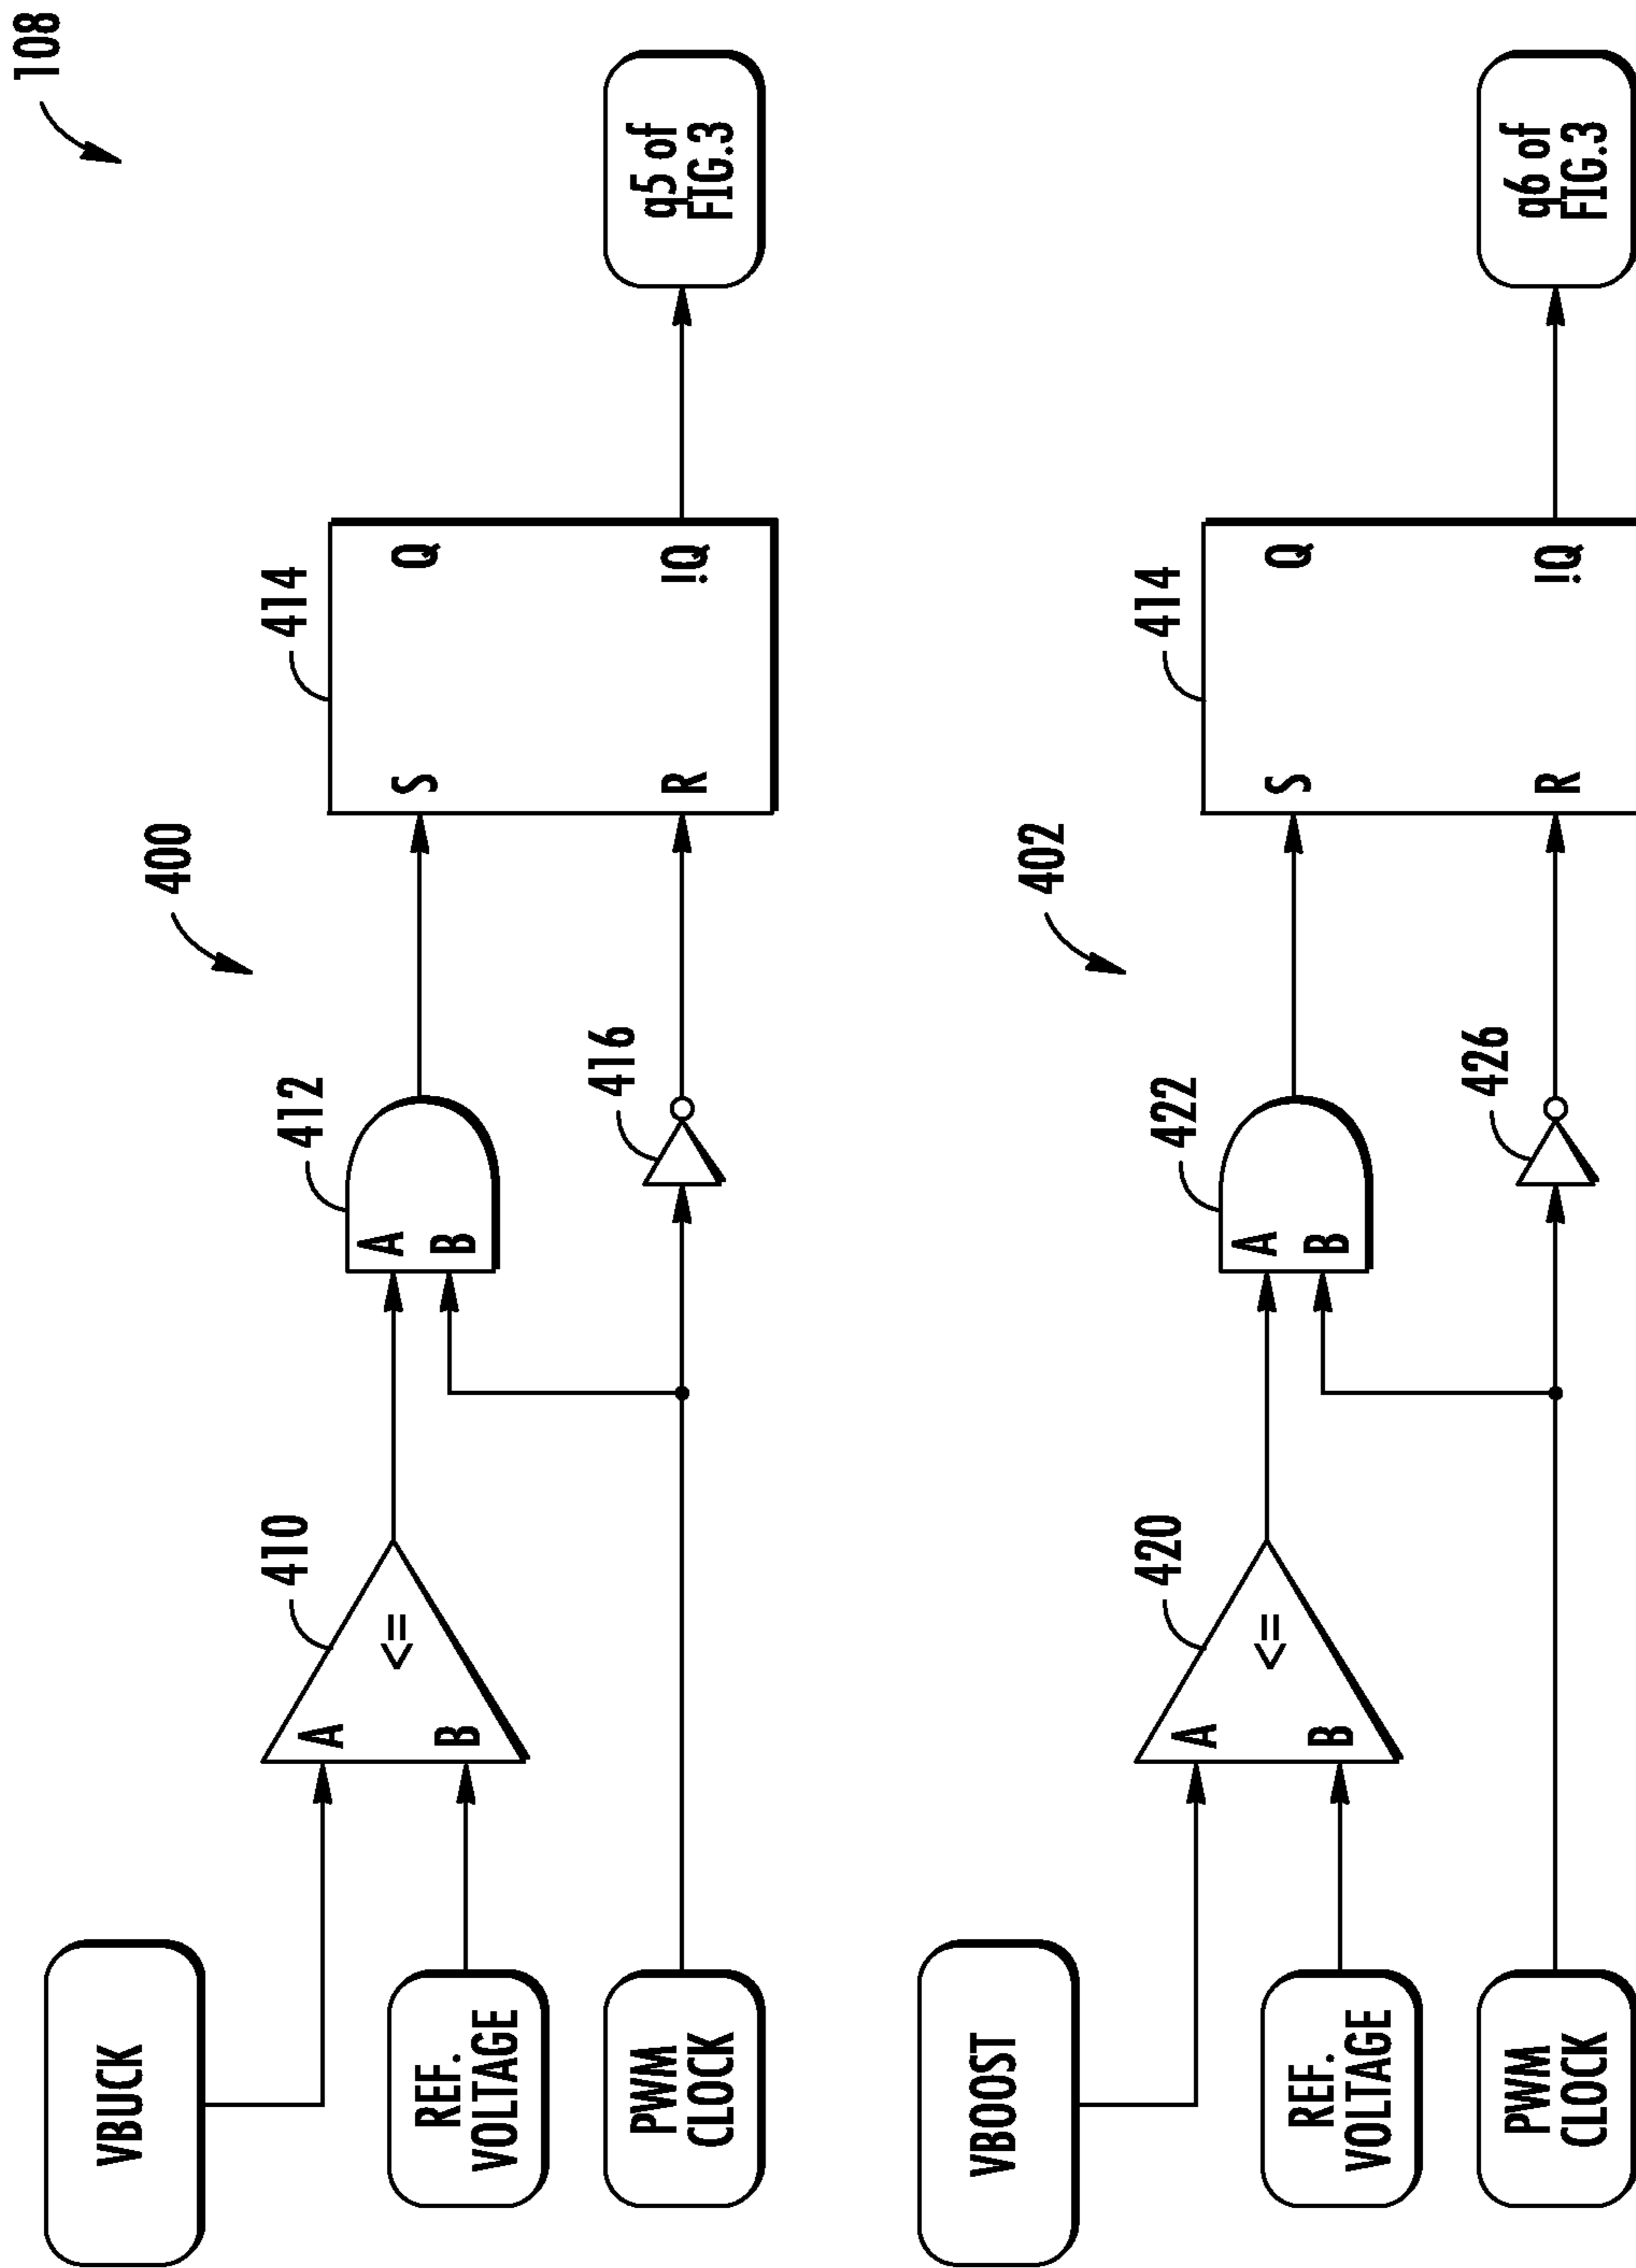 108
400
VBUCK
REF.
VOLTAGE
PWM
CLOCK
410
A
B
<=
412
A
B
416
414
S
R
Q
!Q
q5 of
FIG.3
402
VBOOST
REF.
VOLTAGE
PWM
CLOCK
420
A
B
<=
422
A
B
426
414
S
R
Q
!Q
q6 of
FIG.3